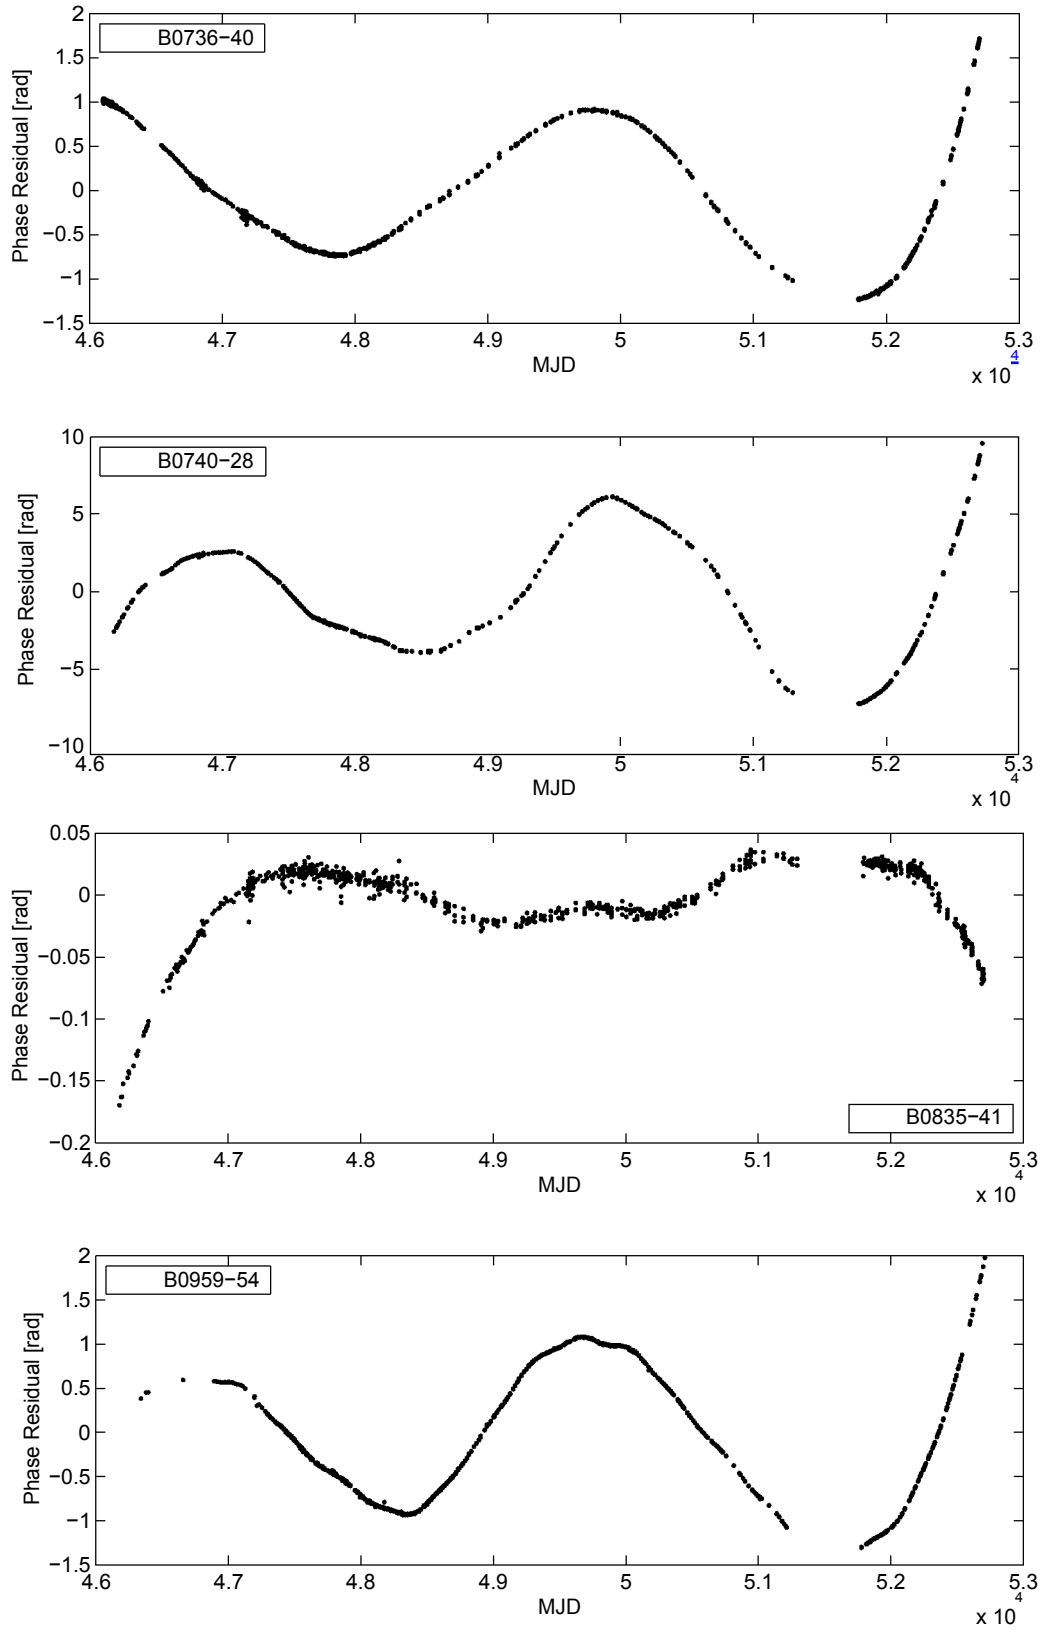 2
B0736−40
1.5
1
0.5
0
−0.5
−1
−1.5
Phase Residual [rad]
4.6 4.7 4.8 4.9 5 5.1 5.2 5.3
MJD
x 10 4
10
B0740−28
5
0
−5
−10
Phase Residual [rad]
4.6 4.7 4.8 4.9 5 5.1 5.2 5.3
MJD
x 10 4
0.05
0
−0.05
−0.1
−0.15
−0.2
Phase Residual [rad]
B0835−41
4.6 4.7 4.8 4.9 5 5.1 5.2 5.3
MJD
x 10 4
2
B0959−54
1.5
1
0.5
0
−0.5
−1
−1.5
Phase Residual [rad]
4.6 4.7 4.8 4.9 5 5.1 5.2 5.3
MJD
x 10 4